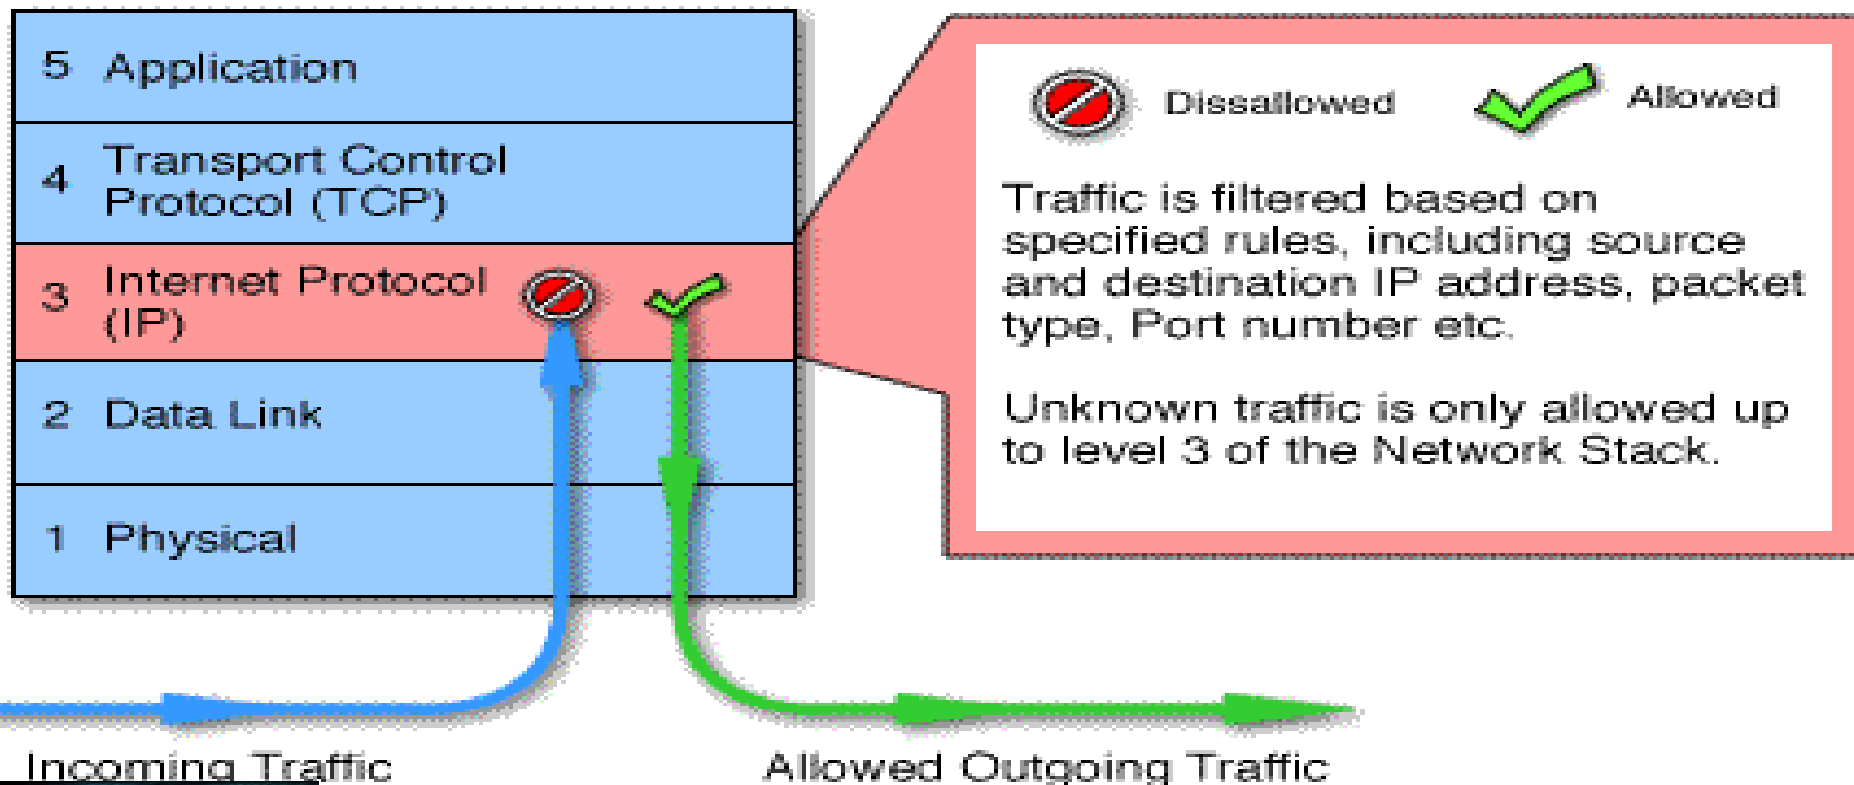 5 Application
4 Transport Control
Protocol (TCP)
3 Internet Protocol
(IP)
2 Data Link
1 Physical
Dissallowed
Allowed
Traffic is filtered based on
specified rules, including source
and destination IP address, packet
type, Port number etc.
Unknown traffic is only allowed up
to level 3 of the Network Stack.
Incoming Traffic
Allowed Outgoing Traffic